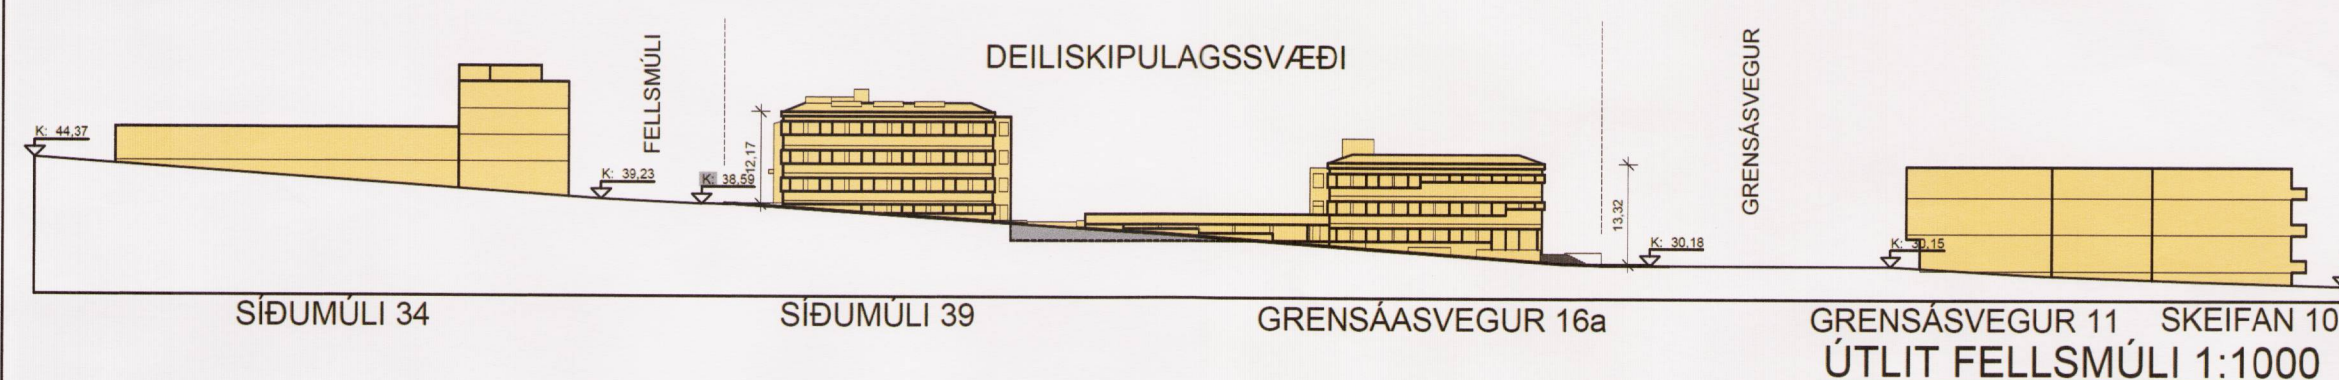 DEILISKIPULAGSSVÆÐI
FELLSMÚLI
GRENSÁSVEGUR
K: 44,37
K: 39,23
K: 38,59
12,17
13,32
K: 30.18
K: 30,15
SÍÐUMÚLI 34
SÍÐUMÚLI 39
GRENSÁASVEGUR 16a
GRENSÁSVEGUR 11
SKEIFAN 10
ÚTLIT FELLSMÚLI 1:1000